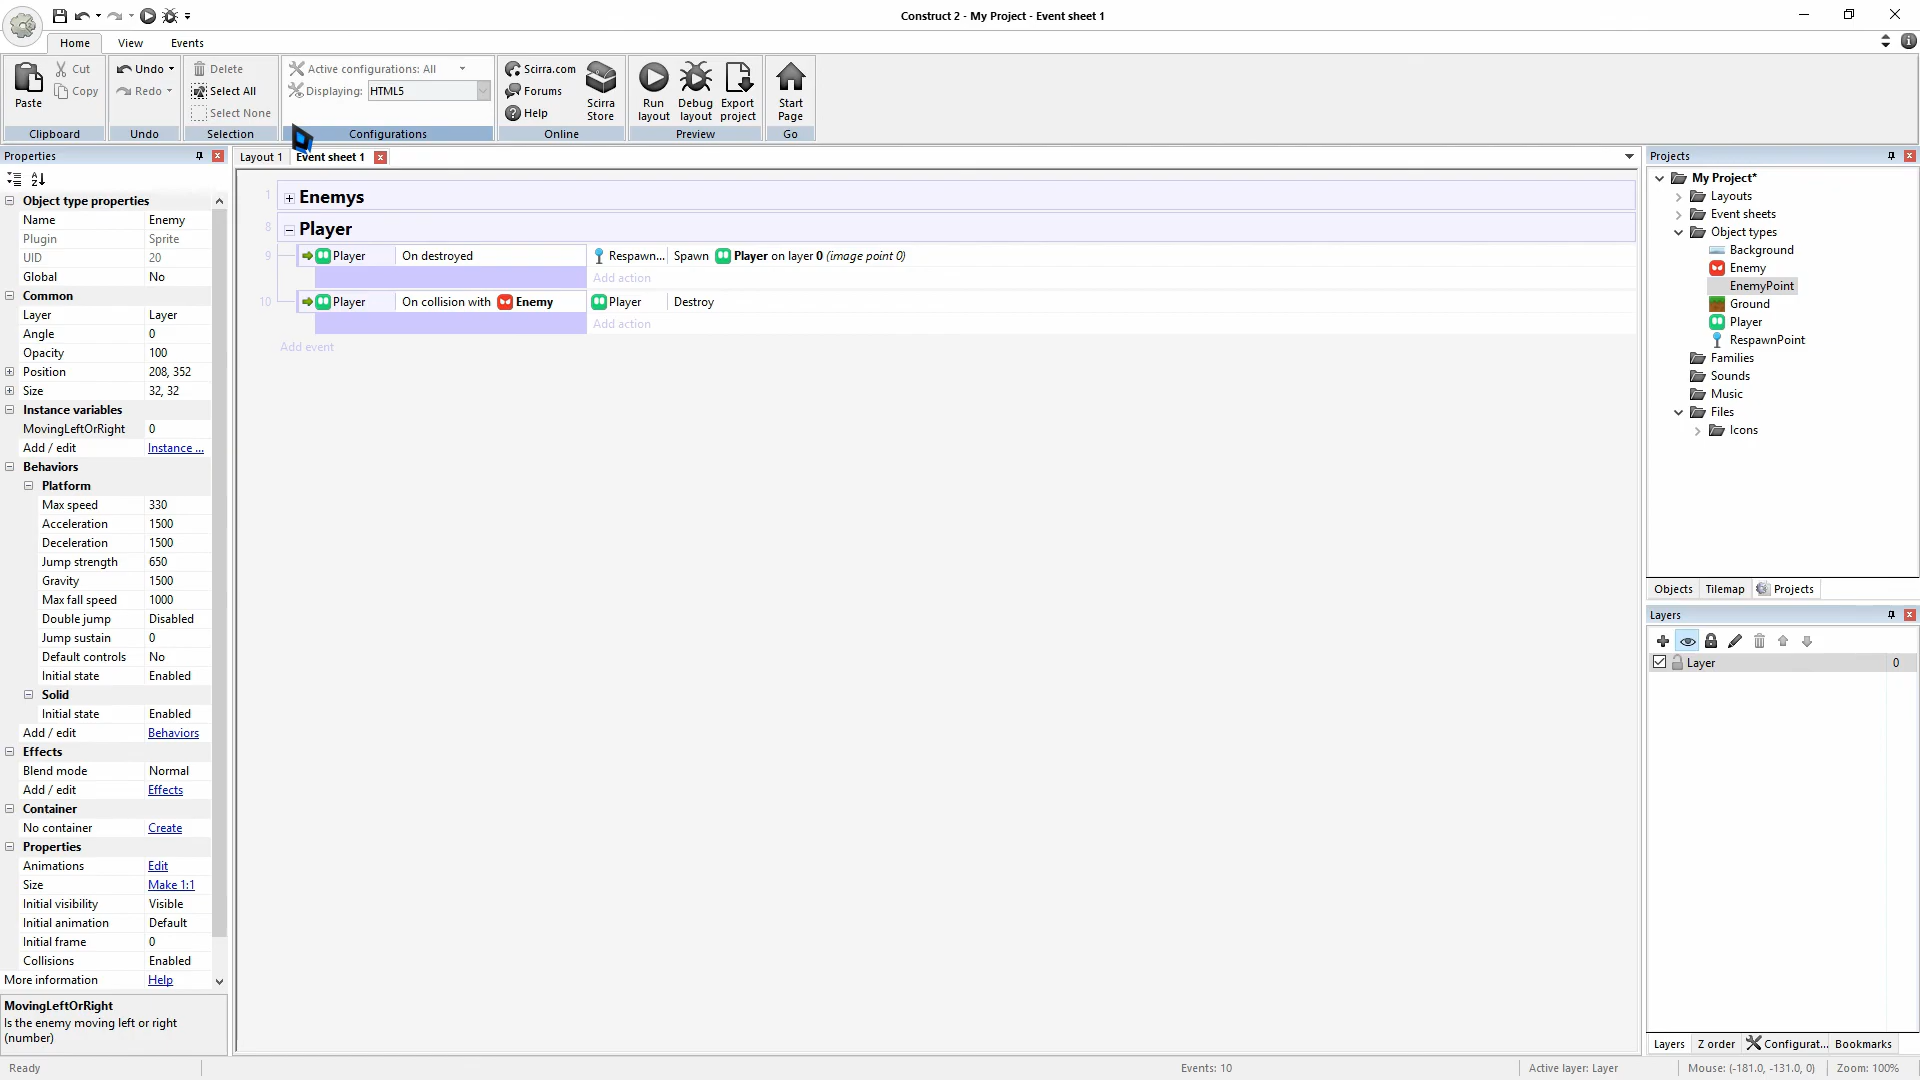 Construct 2 - My Project - Event sheet 1
Home View Events
Paste
Cut
Copy
Clipboard
Undo
Redo
Undo
Delete
Select All
Select None
Selection
Active configurations: All
Displaying: HTML5
Configurations
Scirra.com
Forums
Help
Scirra Store
Online
Run layout
Debug layout
Export project
Preview
Start Page
Go
Properties
Object type properties
Name Enemy
Plugin Sprite
UID 20
Global No
Common
Layer Layer
Angle 0
Opacity 100
Position 208, 352
Size 32, 32
Instance variables
MovingLeftOrRight 0
Add / edit Instance ...
Behaviors
Platform
Max speed 330
Acceleration 1500
Deceleration 1500
Jump strength 650
Gravity 1500
Max fall speed 1000
Double jump Disabled
Jump sustain 0
Default controls No
Initial state Enabled
Solid
Initial state Enabled
Add / edit Behaviors
Effects
Blend mode Normal
Add / edit Effects
Container
No container Create
Properties
Animations Edit
Size Make 1:1
Initial visibility Visible
Initial animation Default
Initial frame 0
Collisions Enabled
More information Help
MovingLeftOrRight
Is the enemy moving left or right
(number)
Layout 1 Event sheet 1
1 Enemys
8 Player
9 Player On destroyed Respawn... Spawn Player on layer 0 (image point 0)
Add action
10 Player On collision with Enemy Player Destroy
Add action
Add event
Projects
My Project*
Layouts
Event sheets
Object types
Background
Enemy
EnemyPoint
Ground
Player
RespawnPoint
Families
Sounds
Music
Files
Icons
Objects Tilemap Projects
Layers
Layer 0
Layers Z order Configurat... Bookmarks
Ready Events: 10 Active layer: Layer Mouse: (-181.0, -131.0, 0) Zoom: 100%